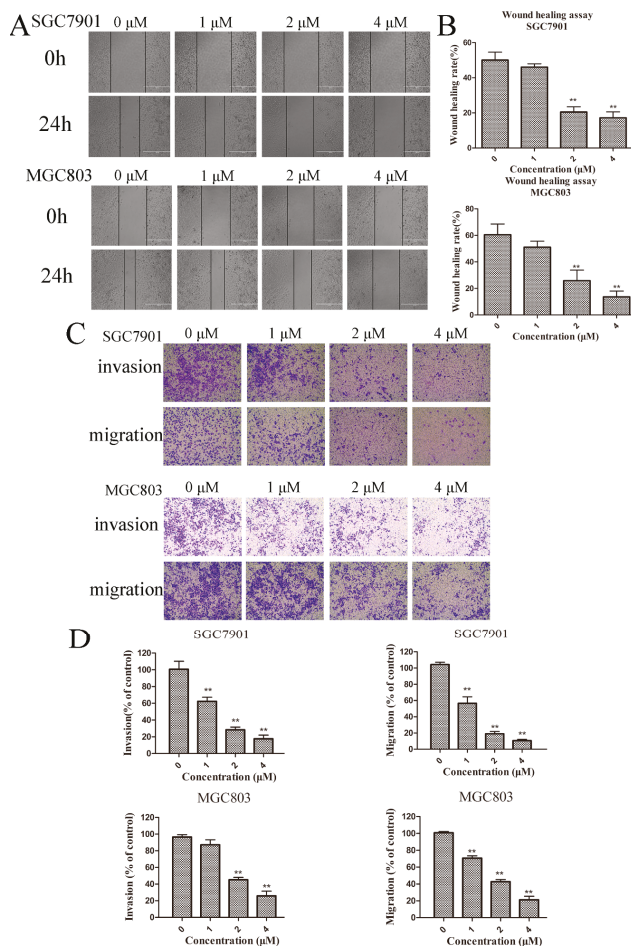 A
SGC7901 0 μM 1 μM 2 μM 4 μM
0h
24h
MGC803 0 μM 1 μM 2 μM 4 μM
0h
24h
B
Wound healing assay
SGC7901
Wound healing rate(%)
80
60
40
20
0
** **
0 1 2 4
Concentration (μM)
Wound healing assay
MGC803
Wound healing rate(%)
80
60
40
20
0
** **
0 1 2 4
Concentration (μM)
C
SGC7901 0 μM 1 μM 2 μM 4 μM
invasion
migration
MGC803 0 μM 1 μM 2 μM 4 μM
invasion
migration
D
SGC7901
Invasion(% of control)
120
100
80
60
40
20
0
** ** **
0 1 2 4
Concentration (μM)
SGC7901
Migration (% of control)
120
100
80
60
40
20
0
** ** **
0 1 2 4
Concentration (μM)
MGC803
Invasion (% of control)
120
100
80
60
40
20
0
** **
0 1 2 4
Concentration (μM)
MGC803
Migration (% of control)
120
100
80
60
40
20
0
** ** **
0 1 2 4
Concentration (μM)